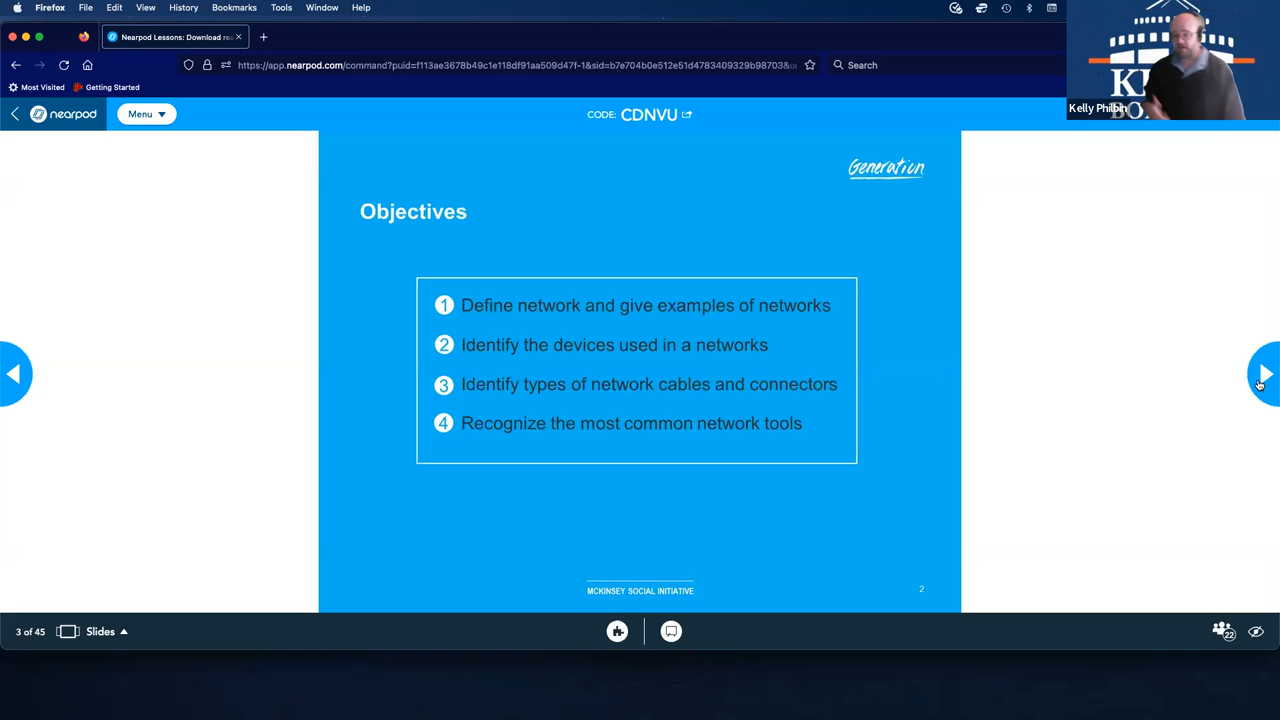 Firefox File Edit View History Bookmarks Tools Window Help
Nearpod Lessons: Download rea
https://app.nearpod.com/command?puid=f113ae3678b49c1e118df91aa509d47f-1&sid=b7e704b0e512e51d4783409329b98703&
Search
Most Visited Getting Started
nearpod Menu CODE: CDNVU
Kelly Philbin
Generation
Objectives
1 Define network and give examples of networks
2 Identify the devices used in a networks
3 Identify types of network cables and connectors
4 Recognize the most common network tools
MCKINSEY SOCIAL INITIATIVE
2
3 of 45 Slides 22